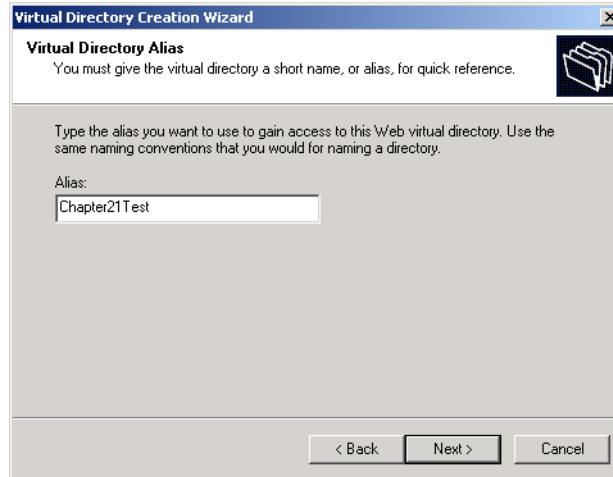 Virtual Directory Creation Wizard
Virtual Directory Alias
You must give the virtual directory a short name, or alias, for quick reference.
Type the alias you want to use to gain access to this Web virtual directory. Use the
same naming conventions that you would for naming a directory.
Alias:
Chapter21Test
< Back
Next >
Cancel